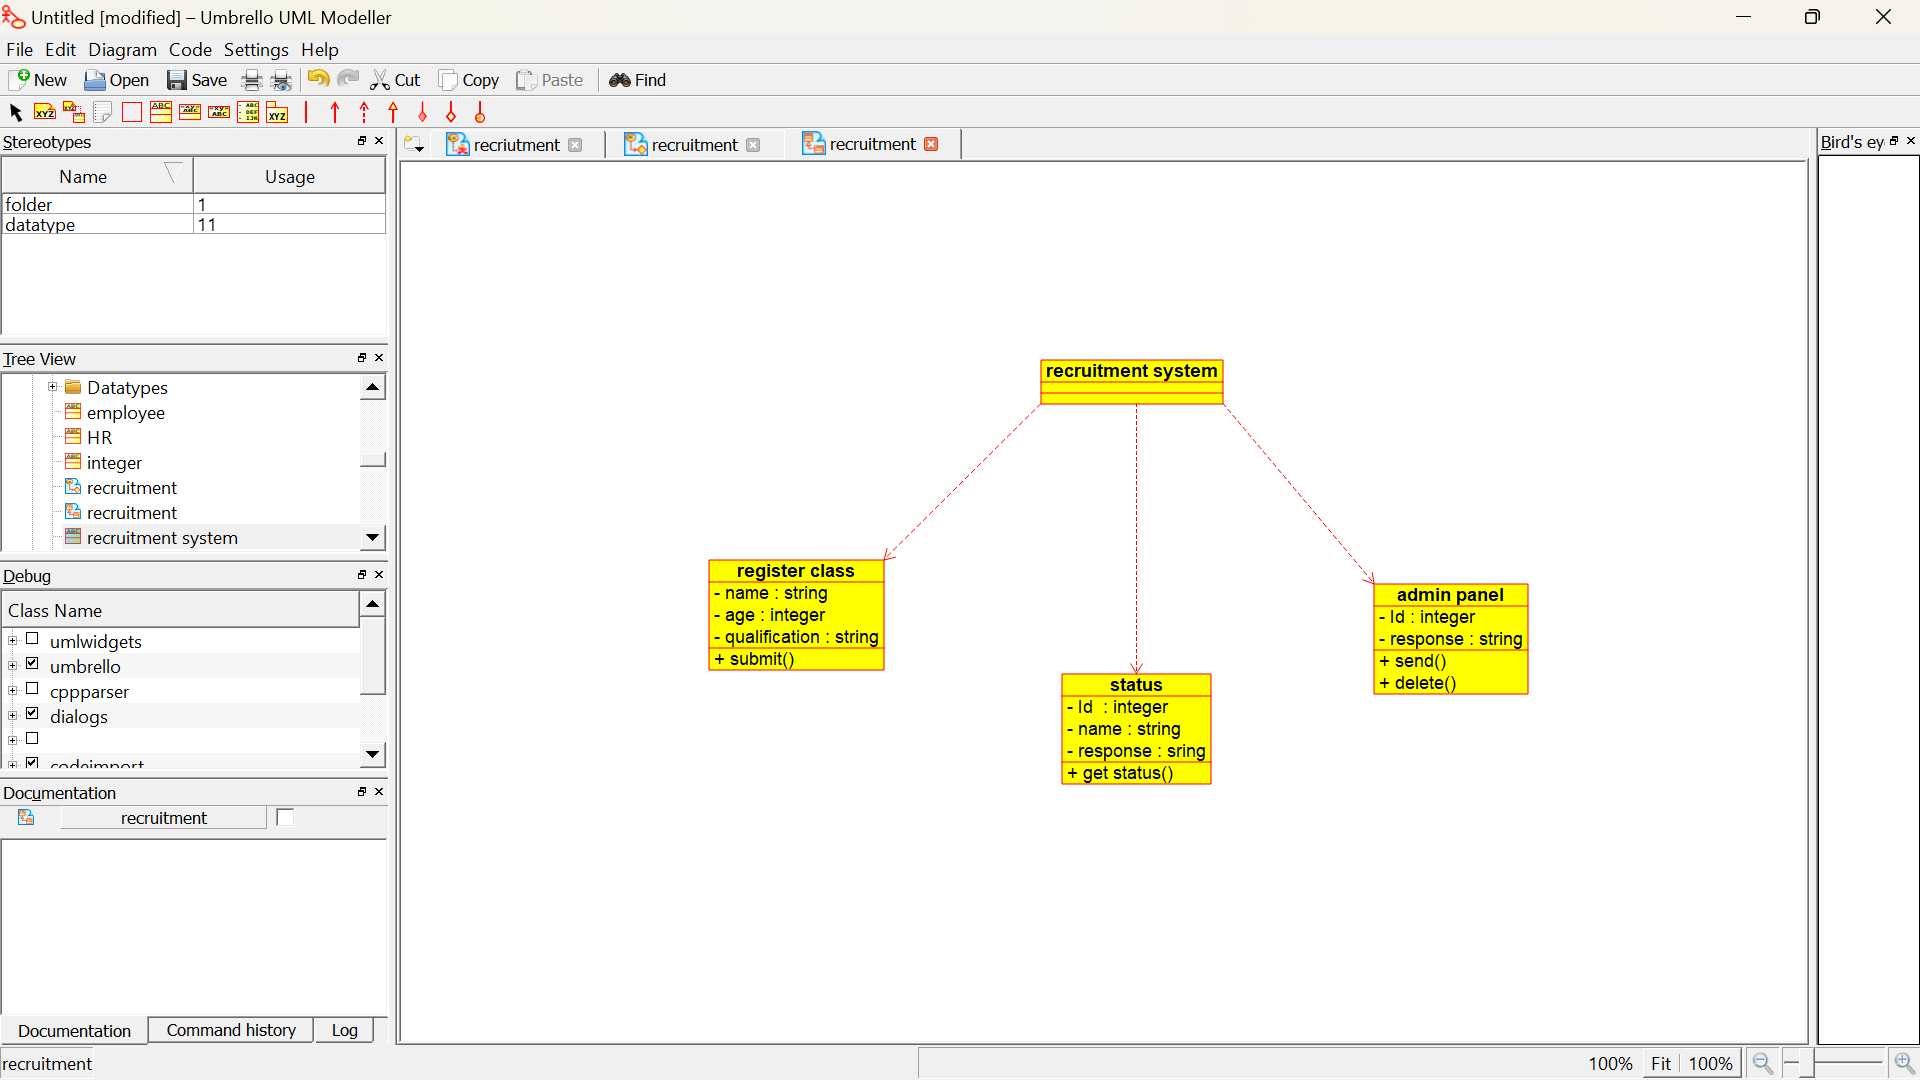 Untitled [modified] – Umbrello UML Modeller
File Edit Diagram Code Settings Help
New Open Save Cut Copy Paste Find
Stereotypes
Name Usage
folder 1
datatype 11
Tree View
Datatypes
employee
HR
integer
recruitment
recruitment
recruitment system
Debug
Class Name
umlwidgets
umbrello
cppparser
dialogs
codeimport
Documentation
recruitment
Documentation Command history Log
recruitment
recriutment recruitment recruitment
recruitment system
register class
- name : string
- age : integer
- qualification : string
+ submit()
status
- Id : integer
- name : string
- response : sring
+ get status()
admin panel
- Id : integer
- response : string
+ send()
+ delete()
Bird's ey
100% Fit 100%